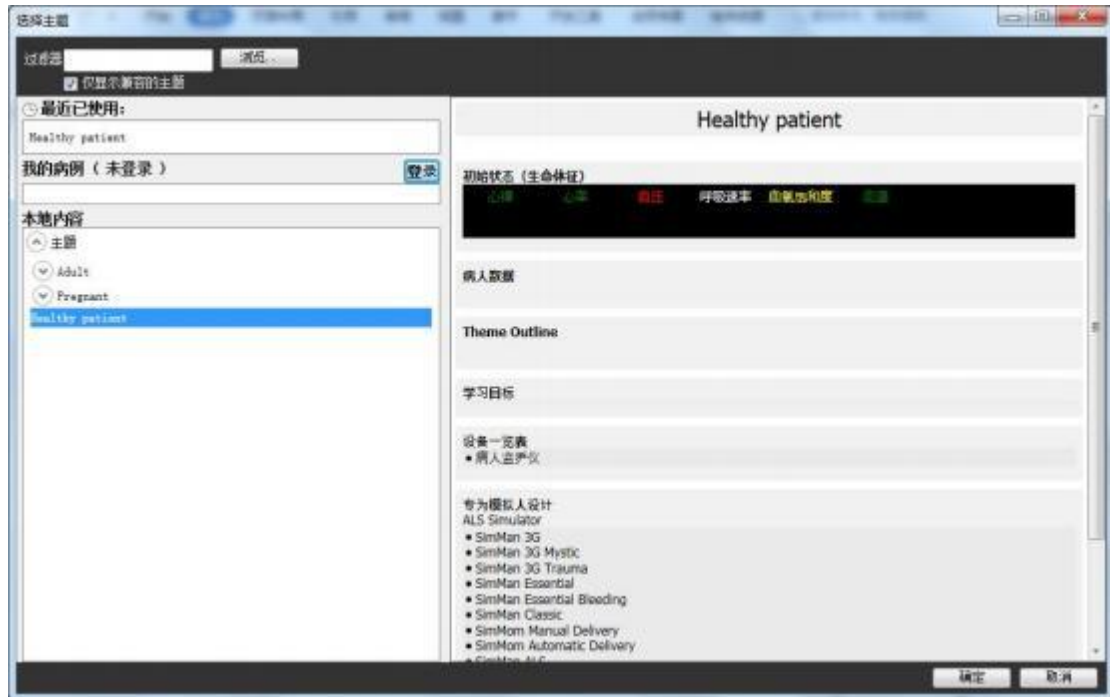 选择主题
过滤器
浏览..
仅显示兼容的主题
最近已使用:
Healthy patient
我的病例（未登录）
登录
本地内容
主题
Adult
Pregnant
Healthy patient
Healthy patient
初始状态（生命体征）
心律 心率 血压 呼吸速率 血氧饱和度
病人数据
Theme Outline
学习目标
设备一览表
• 病人监护仪
专为模拟人设计
ALS Simulator
• SimMan 3G
• SimMan 3G Mystic
• SimMan 3G Trauma
• SimMan Essential
• SimMan Essential Bleeding
• SimMan Classic
• SimMom Manual Delivery
• SimMom Automatic Delivery
• SimMan ALS
确定
取消